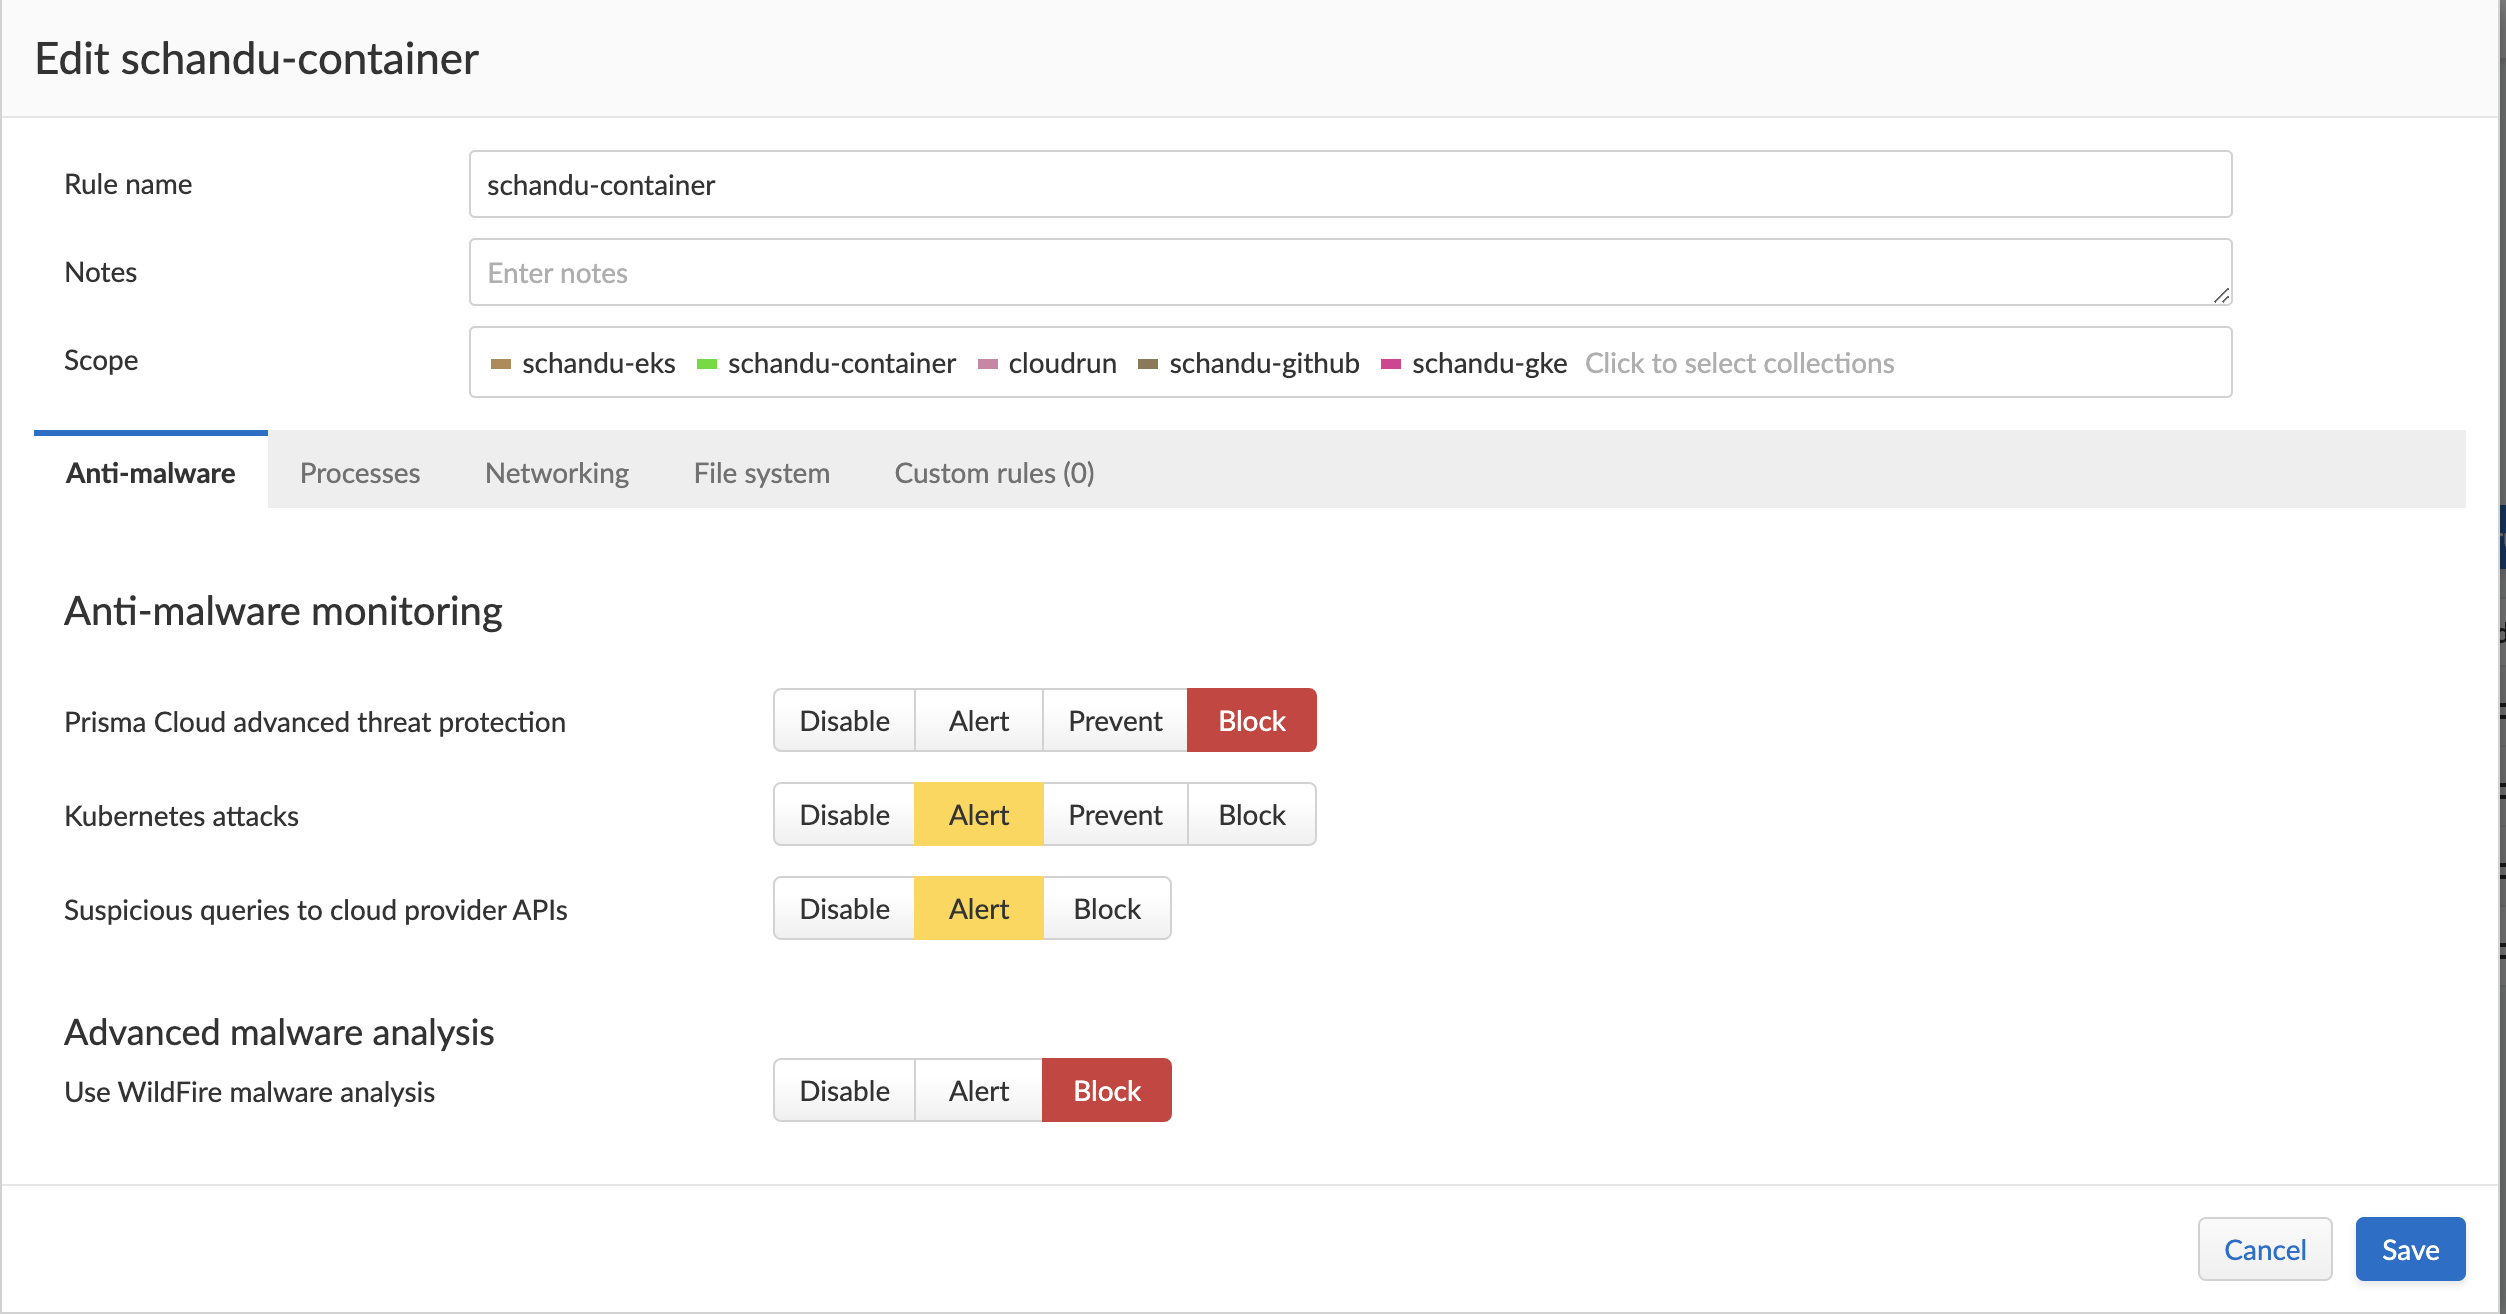 Edit schandu-container
Rule name
schandu-container
Notes
Enter notes
Scope
schandu-eks schandu-container cloudrun schandu-github schandu-gke Click to select collections
Anti-malware Processes Networking File system Custom rules (0)
Anti-malware monitoring
Prisma Cloud advanced threat protection
Disable Alert Prevent Block
Kubernetes attacks
Disable Alert Prevent Block
Suspicious queries to cloud provider APIs
Disable Alert Block
Advanced malware analysis
Use WildFire malware analysis
Disable Alert Block
Cancel Save